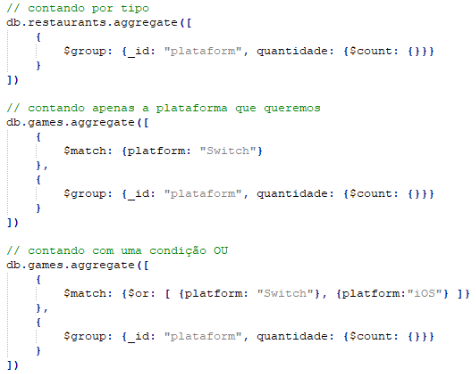 // contando por tipo
db.restaurants.aggregate([
    {
        $group: {_id: "plataform", quantidade: {$count: {}}}
    }
])
// contando apenas a plataforma que queremos
db.games.aggregate([
    {
        $match: {platform: "Switch"}
    },
    {
        $group: {_id: "plataform", quantidade: {$count: {}}}
    }
])
// contando com uma condição OU
db.games.aggregate([
    {
        $match: {$or: [ {platform: "Switch"}, {platform:"iOS"} ]}
    },
    {
        $group: {_id: "plataform", quantidade: {$count: {}}}
    }
])